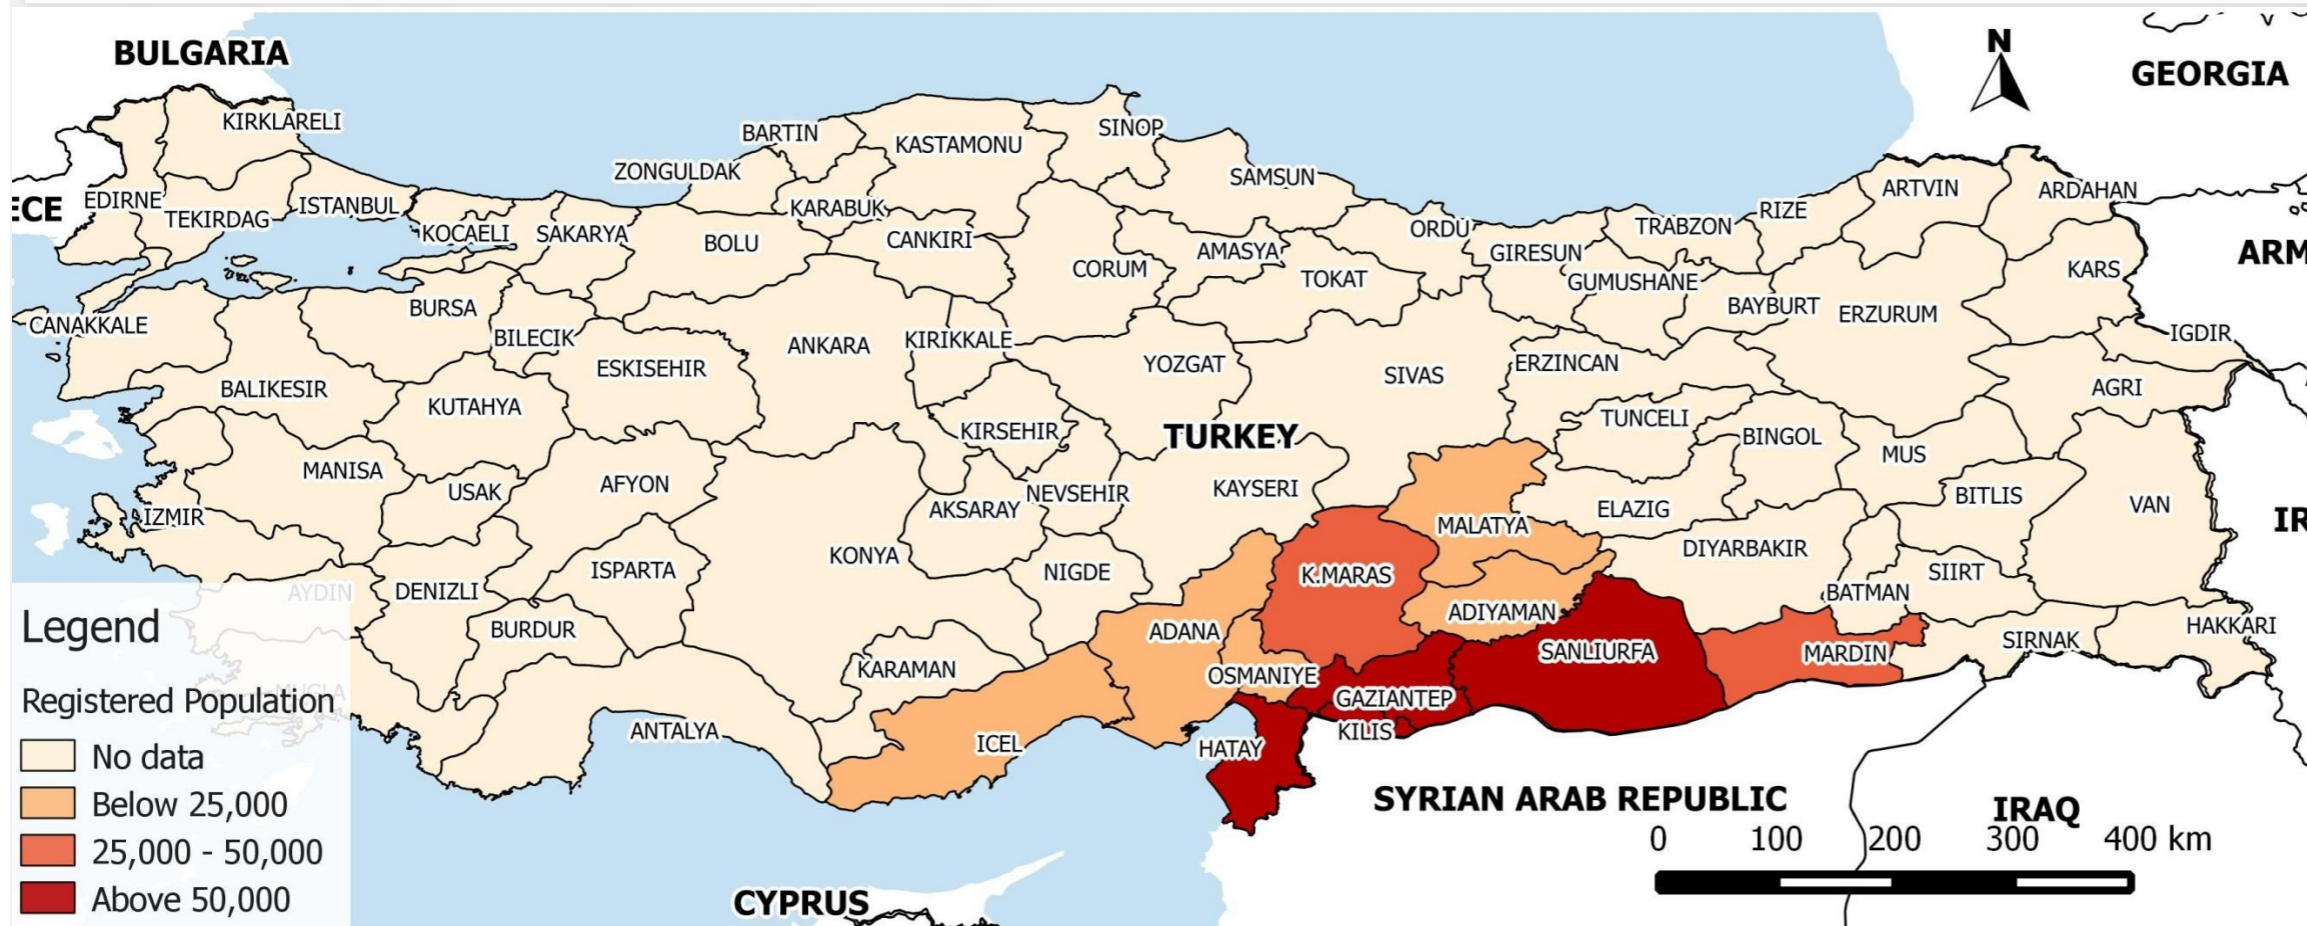 BULGARIA
N
GEORGIA
KIRKLARELI
BARTIN
SINOP
KASTAMONU
ZONGULDAK
SAMSUN
ARTVIN
ARDAHAN
ECE
EDIRNE
TEKIRDAG
ISTANBUL
KARABUK
RIZE
KOCAELI
SAKARYA
BOLU
CANKIRI
AMASYA
ORDU
GIRESUN
TRABZON
ARM
CORUM
TOKAT
GUMUSHANE
KARS
BURSA
BAYBURT
ERZURUM
CANAKKALE
BILECIK
ANKARA
KIRIKKALE
IGDIR
ESKISEHIR
YOZGAT
SIVAS
ERZINCAN
BALIKESIR
AGRI
KUTAHYA
TUNCELI
KIRSEHIR
TURKEY
BINGOL
MUS
MANISA
USAK
AFYON
NEVSEHIR
KAYSERI
BITLIS
IZMIR
AKSARAY
ELAZIG
VAN
IR
MALATYA
KONYA
DIYARBAKIR
ISPARTA
NIGDE
K.MARAS
SIIRT
AYDIN
DENIZLI
BATMAN
ADIYAMAN
BURDUR
ADANA
HAKKARI
SIRNAK
SANLIURFA
MARDIN
KARAMAN
OSMANIYE
MUGLA
GAZIANTEP
ANTALYA
KILIS
ICEL
HATAY
SYRIAN ARAB REPUBLIC
IRAQ
CYPRUS
Legend
Registered Population
No data
Below 25,000
25,000 - 50,000
Above 50,000
0 100 200 300 400 km